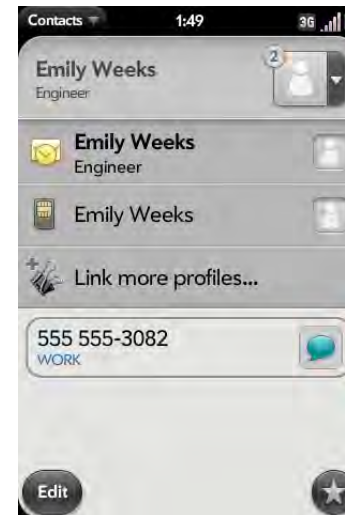 Contacts 1:49 3G
Emily Weeks 2
Engineer
Emily Weeks
Engineer
Emily Weeks
Link more profiles...
555 555-3082
WORK
Edit